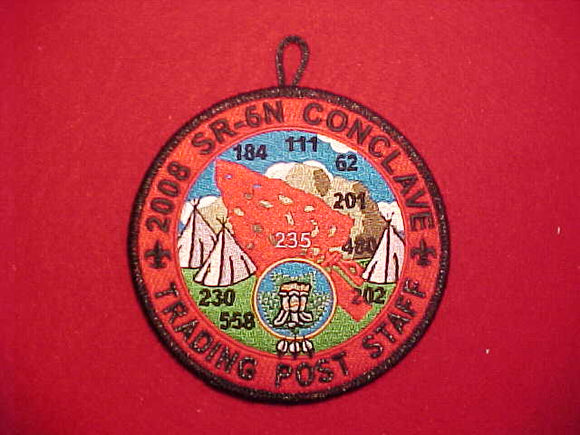 2008 SR-6N CONCLAVE
184 111 62
201
235 480
230 202
558
TRADING POST STAFF